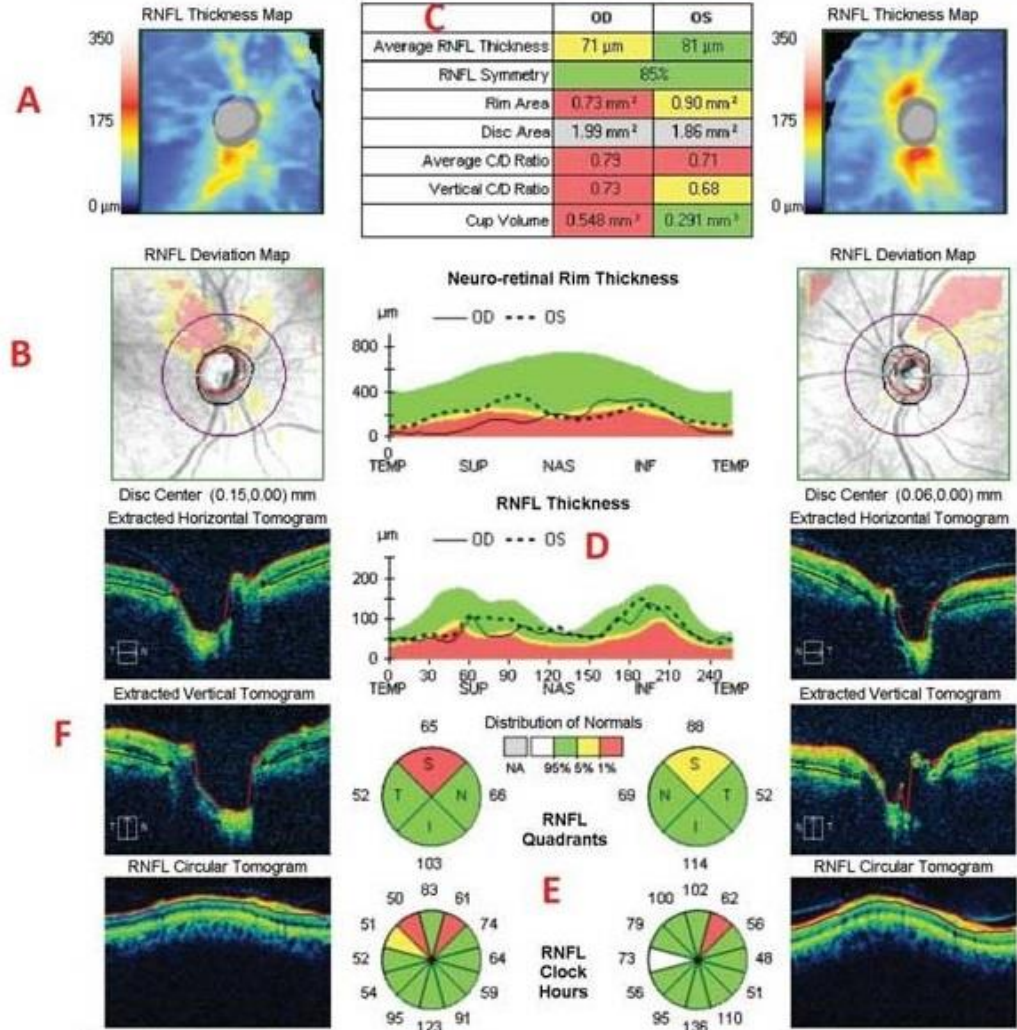 RNFL Thickness Map
350
175
0 µm
A
C
OD OS
Average RNFL Thickness 71 µm 81 µm
RNFL Symmetry 85%
Rim Area 0.73 mm² 0.90 mm²
Disc Area 1.99 mm² 1.86 mm²
Average C/D Ratio 0.79 0.71
Vertical C/D Ratio 0.73 0.68
Cup Volume 0.548 mm³ 0.291 mm³
RNFL Thickness Map
350
175
0 µm
RNFL Deviation Map
B
Disc Center (0.15,0.00) mm
Neuro-retinal Rim Thickness
µm
OD OS
800
400
0
0
TEMP SUP NAS INF TEMP
RNFL Deviation Map
Disc Center (0.06,0.00) mm
Extracted Horizontal Tomogram
T N
RNFL Thickness
µm
OD OS
D
200
100
0
0 30 60 90 120 150 180 210 240
TEMP SUP NAS INF TEMP
Extracted Horizontal Tomogram
N T
Extracted Vertical Tomogram
F
T N
Distribution of Normals
NA 95% 5% 1%
65
S
52 T N 66
I
103
RNFL
Quadrants
88
S
69 N T 52
I
114
Extracted Vertical Tomogram
N T
RNFL Circular Tomogram
83
50 61
51 74
52 64
54 59
95 91
123
E
RNFL
Clock
Hours
102
100 62
79 56
73 48
56 51
95 110
136
RNFL Circular Tomogram